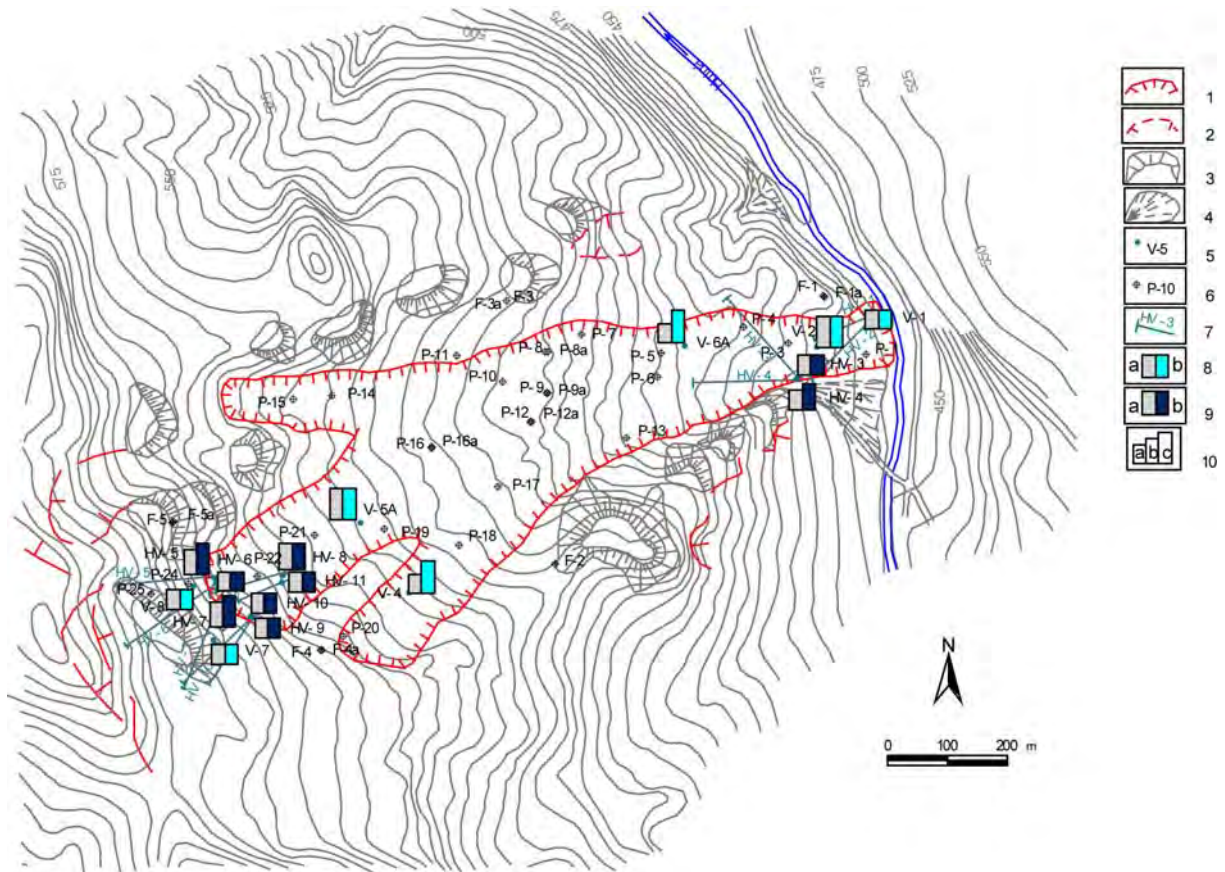 500
475
450
Hulnd
475
500
525
550
525
550
575
450
1
2
3
4
V-5
5
P-10
6
HV-3
7
a
b
8
a
b
9
a
b
c
10
F-3a
F-3
F-1
F-1a
V-1
P-4
V-2
P-3
HV-3
HV-4
HV-4
P-7
P-8
P-8a
P-5
V-6A
P-6
P-11
P-10
P-9
P-9a
P-15
P-14
P-12
P-12a
P-16
P-16a
P-13
P-17
V-5A
P-19
P-18
P-21
F-5
F-5a
HV-5
HV-6
P-22
HV-8
F-2
HV-5
P-24
HV-11
P-25
V-8
HV-10
V-4
HV-7
HV-9
P-20
F-4
F-4a
V-7
N
0 100 200 m